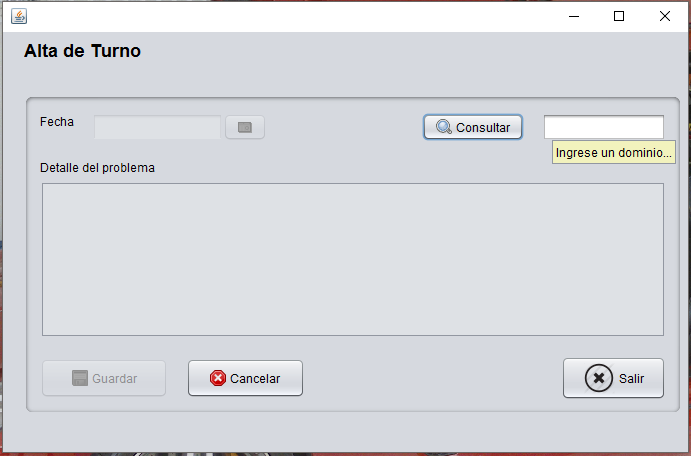 Alta de Turno
Fecha
Consultar
Ingrese un dominio...
Detalle del problema
Guardar
Cancelar
Salir